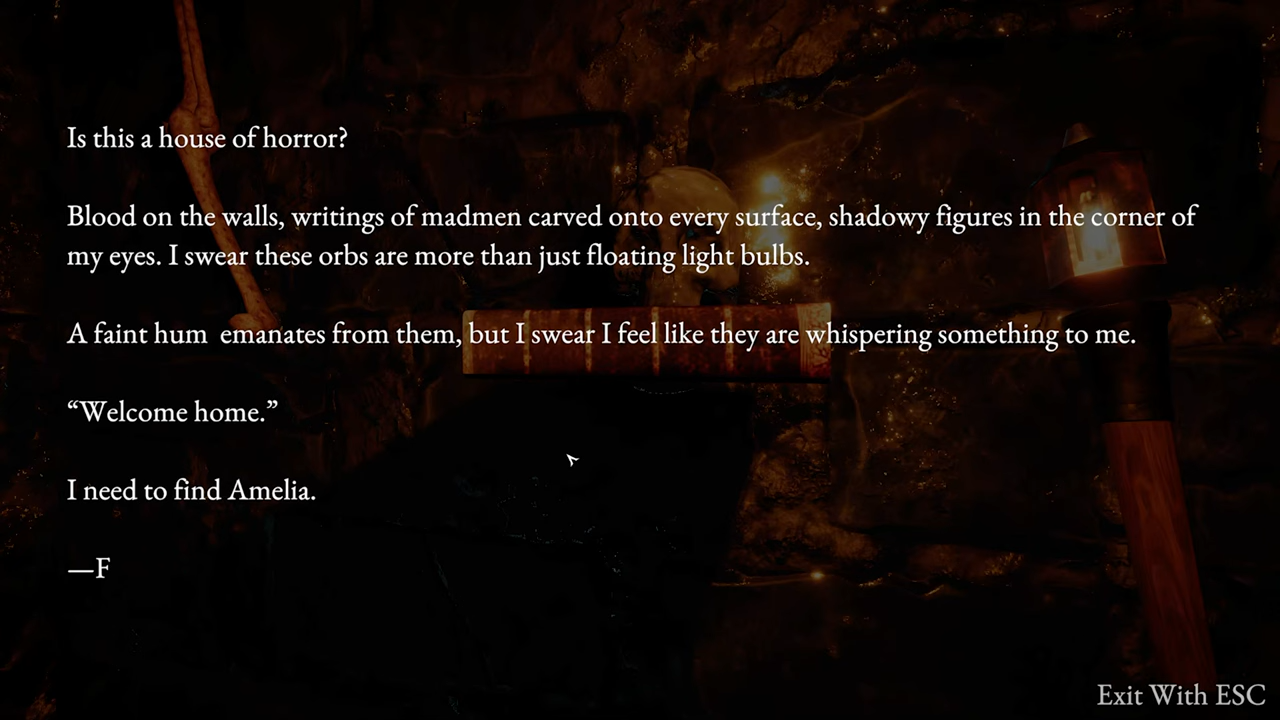 Is this a house of horror?
Blood on the walls, writings of madmen carved onto every surface, shadowy figures in the corner of
my eyes. I swear these orbs are more than just floating light bulbs.
A faint hum  emanates from them, but I swear I feel like they are whispering something to me.
“Welcome home.”
I need to find Amelia.
—F
Exit With ESC